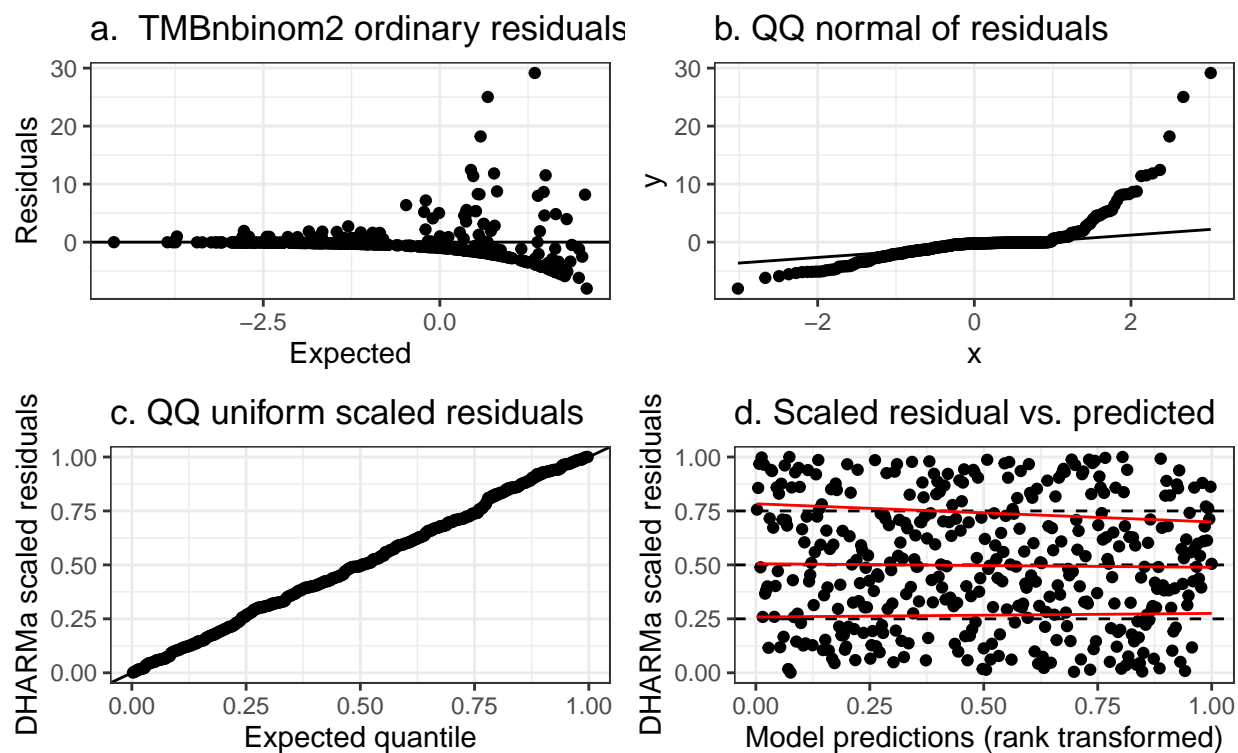 a. TMBnbinom2 ordinary residuals
Residuals
30
20
10
0
−2.5
0.0
Expected
b. QQ normal of residuals
y
30
20
10
0
−2
0
2
x
c. QQ uniform scaled residuals
DHARMa scaled residuals
1.00
0.75
0.50
0.25
0.00
0.00
0.25
0.50
0.75
1.00
Expected quantile
d. Scaled residual vs. predicted
DHARMa scaled residuals
1.00
0.75
0.50
0.25
0.00
0.00
0.25
0.50
0.75
1.00
Model predictions (rank transformed)